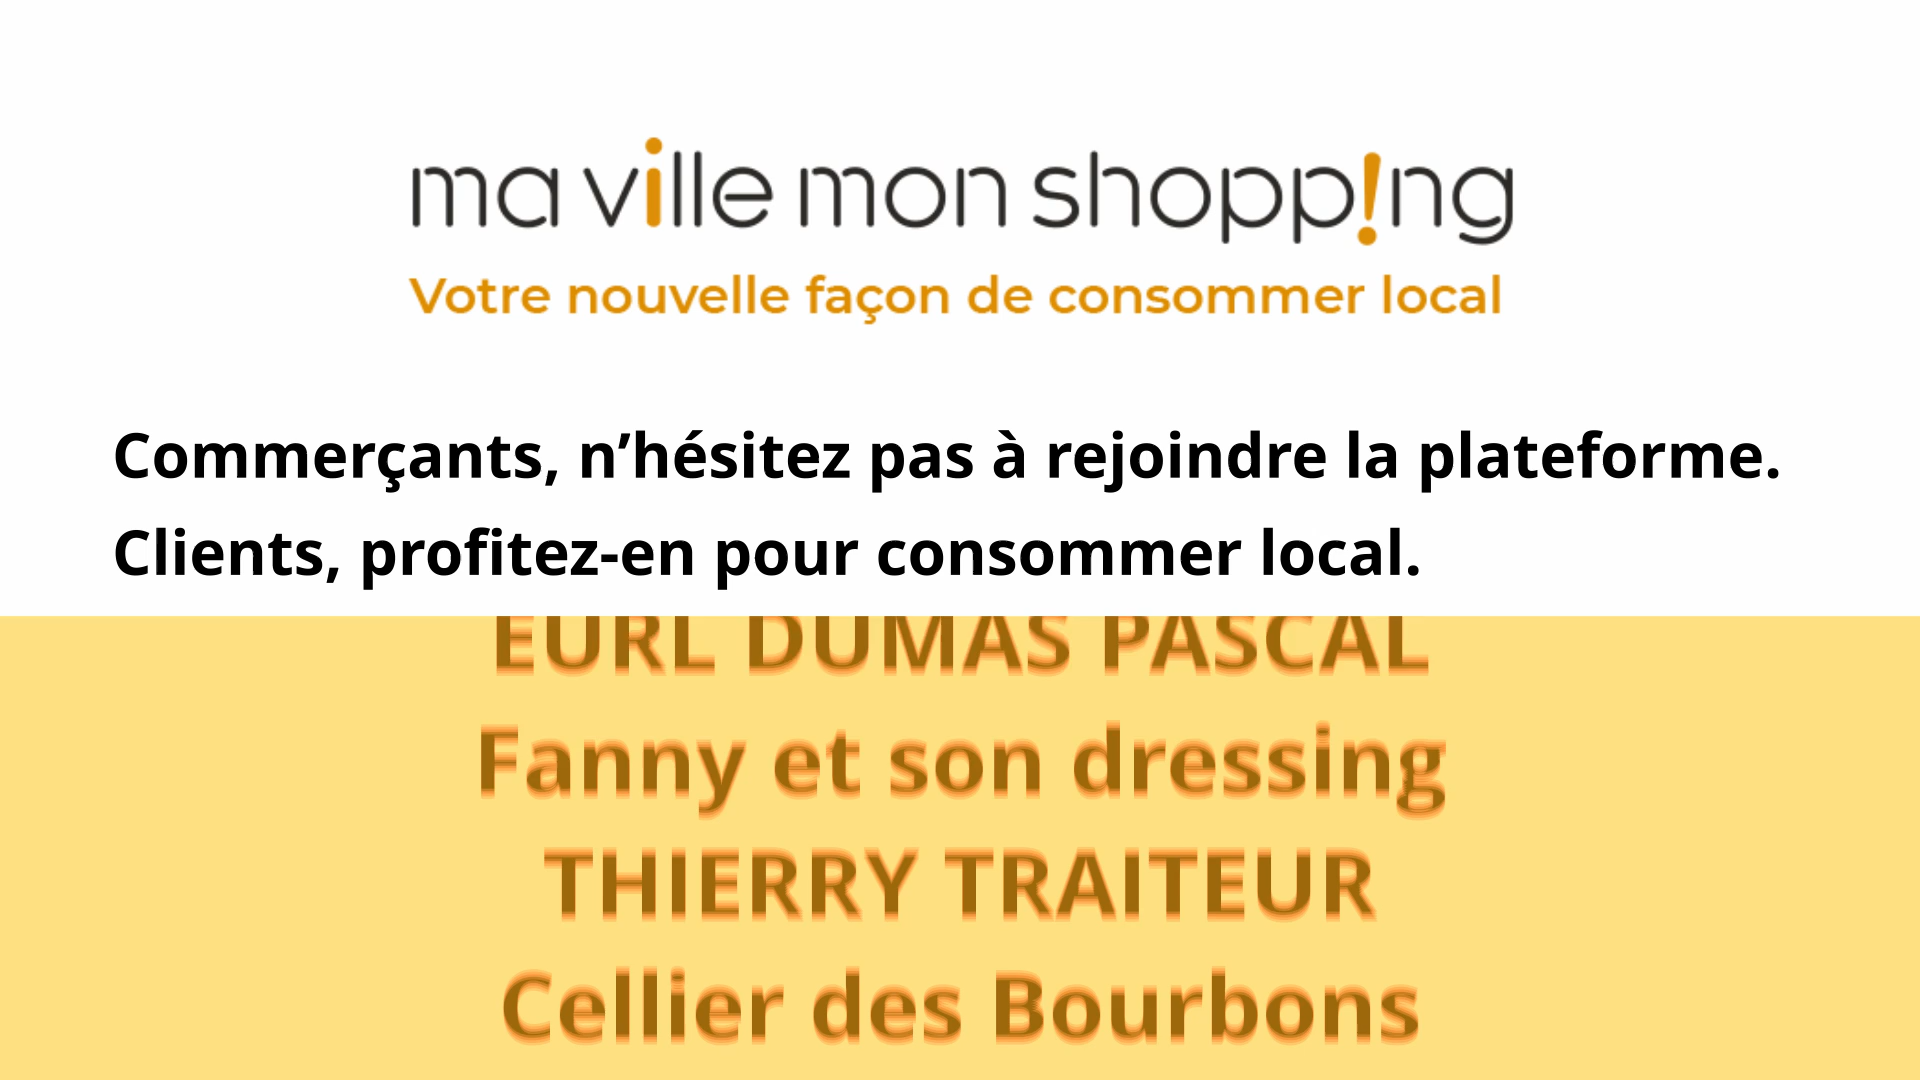 ma ville mon shopp!ng
Votre nouvelle façon de consommer local
Commerçants, n’hésitez pas à rejoindre la plateforme.
Clients, profitez-en pour consommer local.
EURL DUMAS PASCAL
Fanny et son dressing
THIERRY TRAITEUR
Cellier des Bourbons